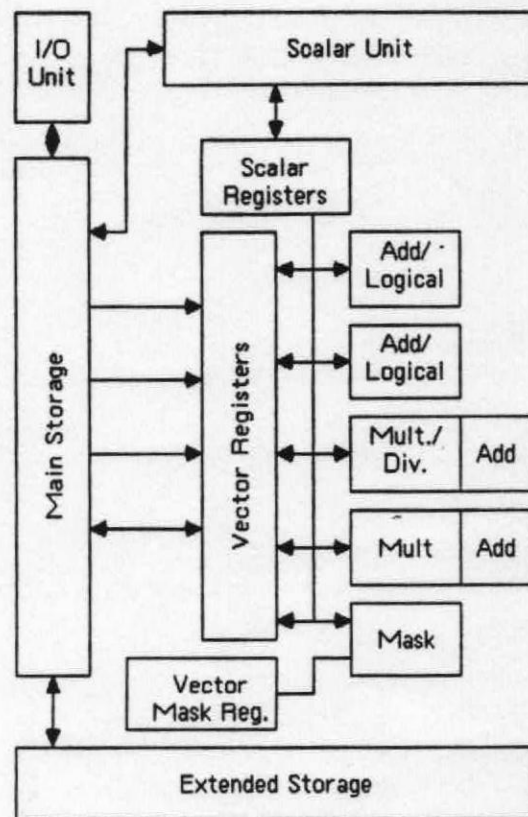 I/O
Unit
Scalar Unit
Scalar
Registers
Add/
Logical
Add/
Logical
Main Storage
Vector Registers
Mult./
Div.
Add
Mult
Add
Mask
Vector
Mask Reg.
Extended Storage